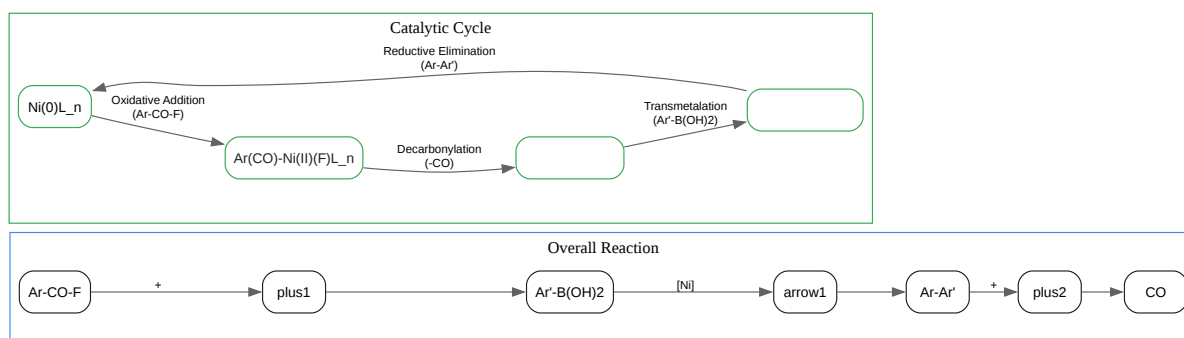 Catalytic Cycle
Reductive Elimination
(Ar-Ar')
Ni(0)L_n
Oxidative Addition
(Ar-CO-F)
Transmetalation
(Ar'-B(OH)2)
Ar(CO)-Ni(II)(F)L_n
Decarbonylation
(-CO)
Overall Reaction
Ar-CO-F
+
plus1
Ar'-B(OH)2
[Ni]
arrow1
Ar-Ar'
+
plus2
CO